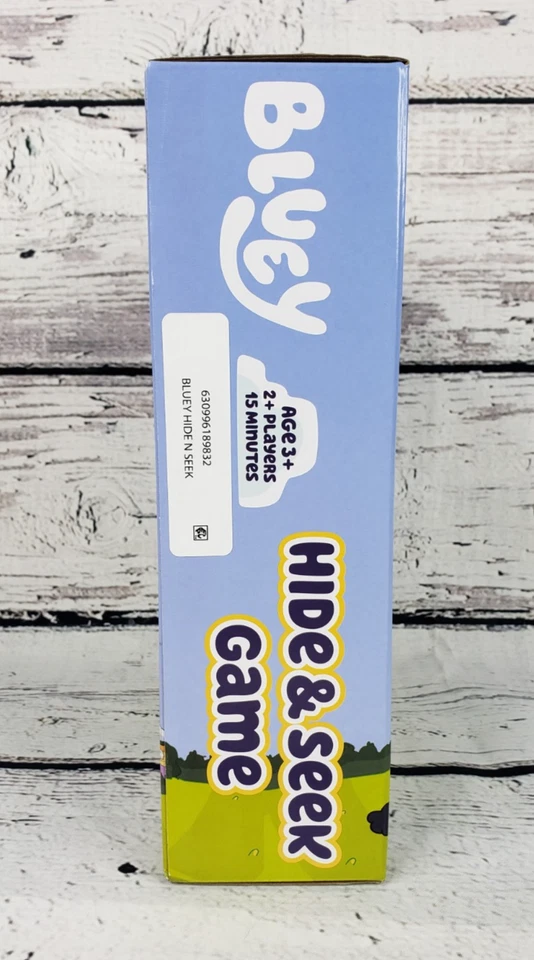 BLUEY
AGe 3+
2+ PLAYeRS
15 MINUTeS
630996189832
BLUEY HIDE N SEEK
HIDe & SeeK
Game